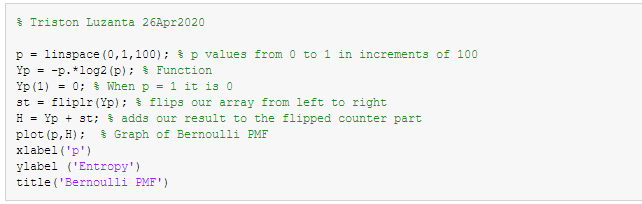 % Triston Luzanta 26Apr2020
p = linspace(0,1,100); % p values from 0 to 1 in increments of 100
Yp = -p.*log2(p); % Function
Yp(1) = 0; % When p = 1 it is 0
st = fliplr(Yp); % flips our array from left to right
H = Yp + st; % adds our result to the flipped counter part
plot(p,H);  % Graph of Bernoulli PMF
xlabel('p')
ylabel ('Entropy')
title('Bernoulli PMF')